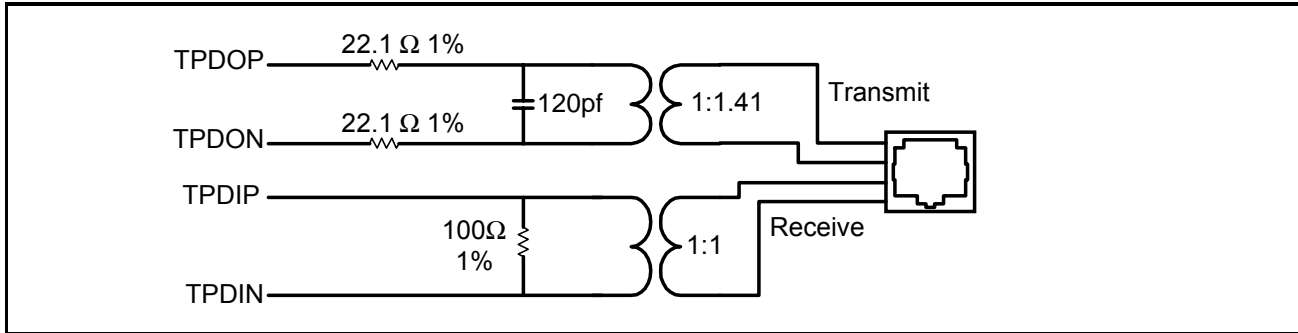 22.1 Ω 1%
TPDOP
120pf
1:1.41
Transmit
22.1 Ω 1%
TPDON
TPDIP
100Ω
1%
1:1
Receive
TPDIN